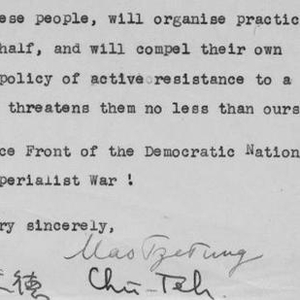 ese people, will organise practic
half, and will compel their own
policy of active resistance to a
threatens them no less than ours
ce Front of the Democratic Nation
perialist War !
ry sincerely,
Mao Tzetung
德 Chu-Teh.